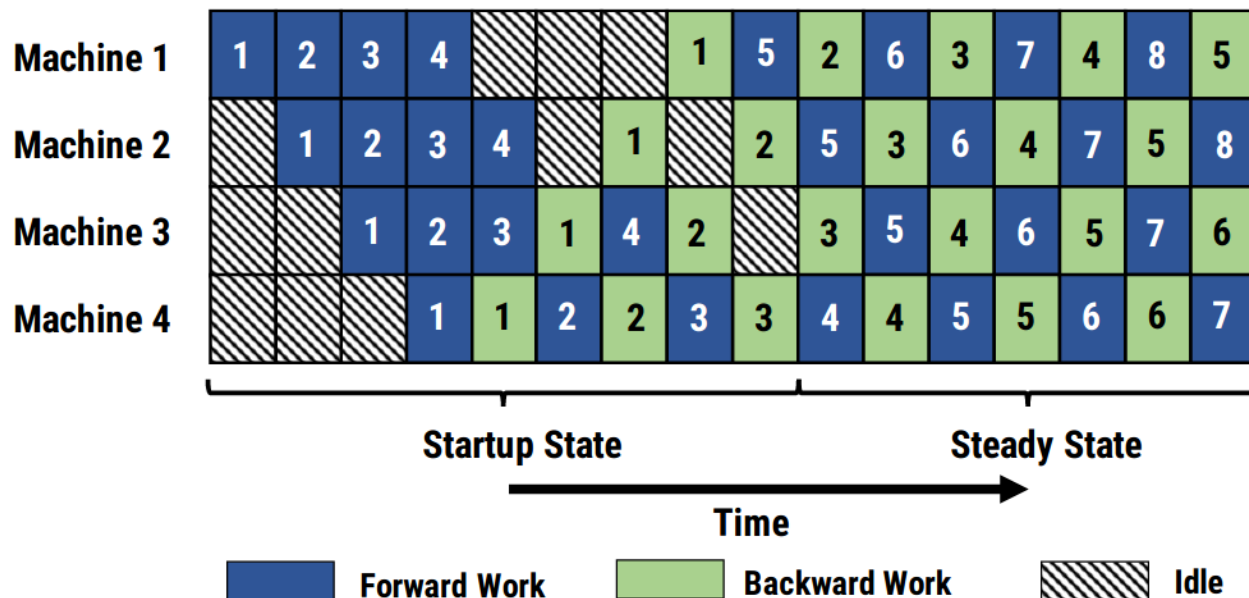 Machine 1 1 2 3 4 1 5 2 6 3 7 4 8 5
Machine 2 1 2 3 4 1 2 5 3 6 4 7 5 8
Machine 3 1 2 3 1 4 2 3 5 4 6 5 7 6
Machine 4 1 1 2 2 3 3 4 4 5 5 6 6 7
Startup State Steady State
Time
Forward Work Backward Work Idle